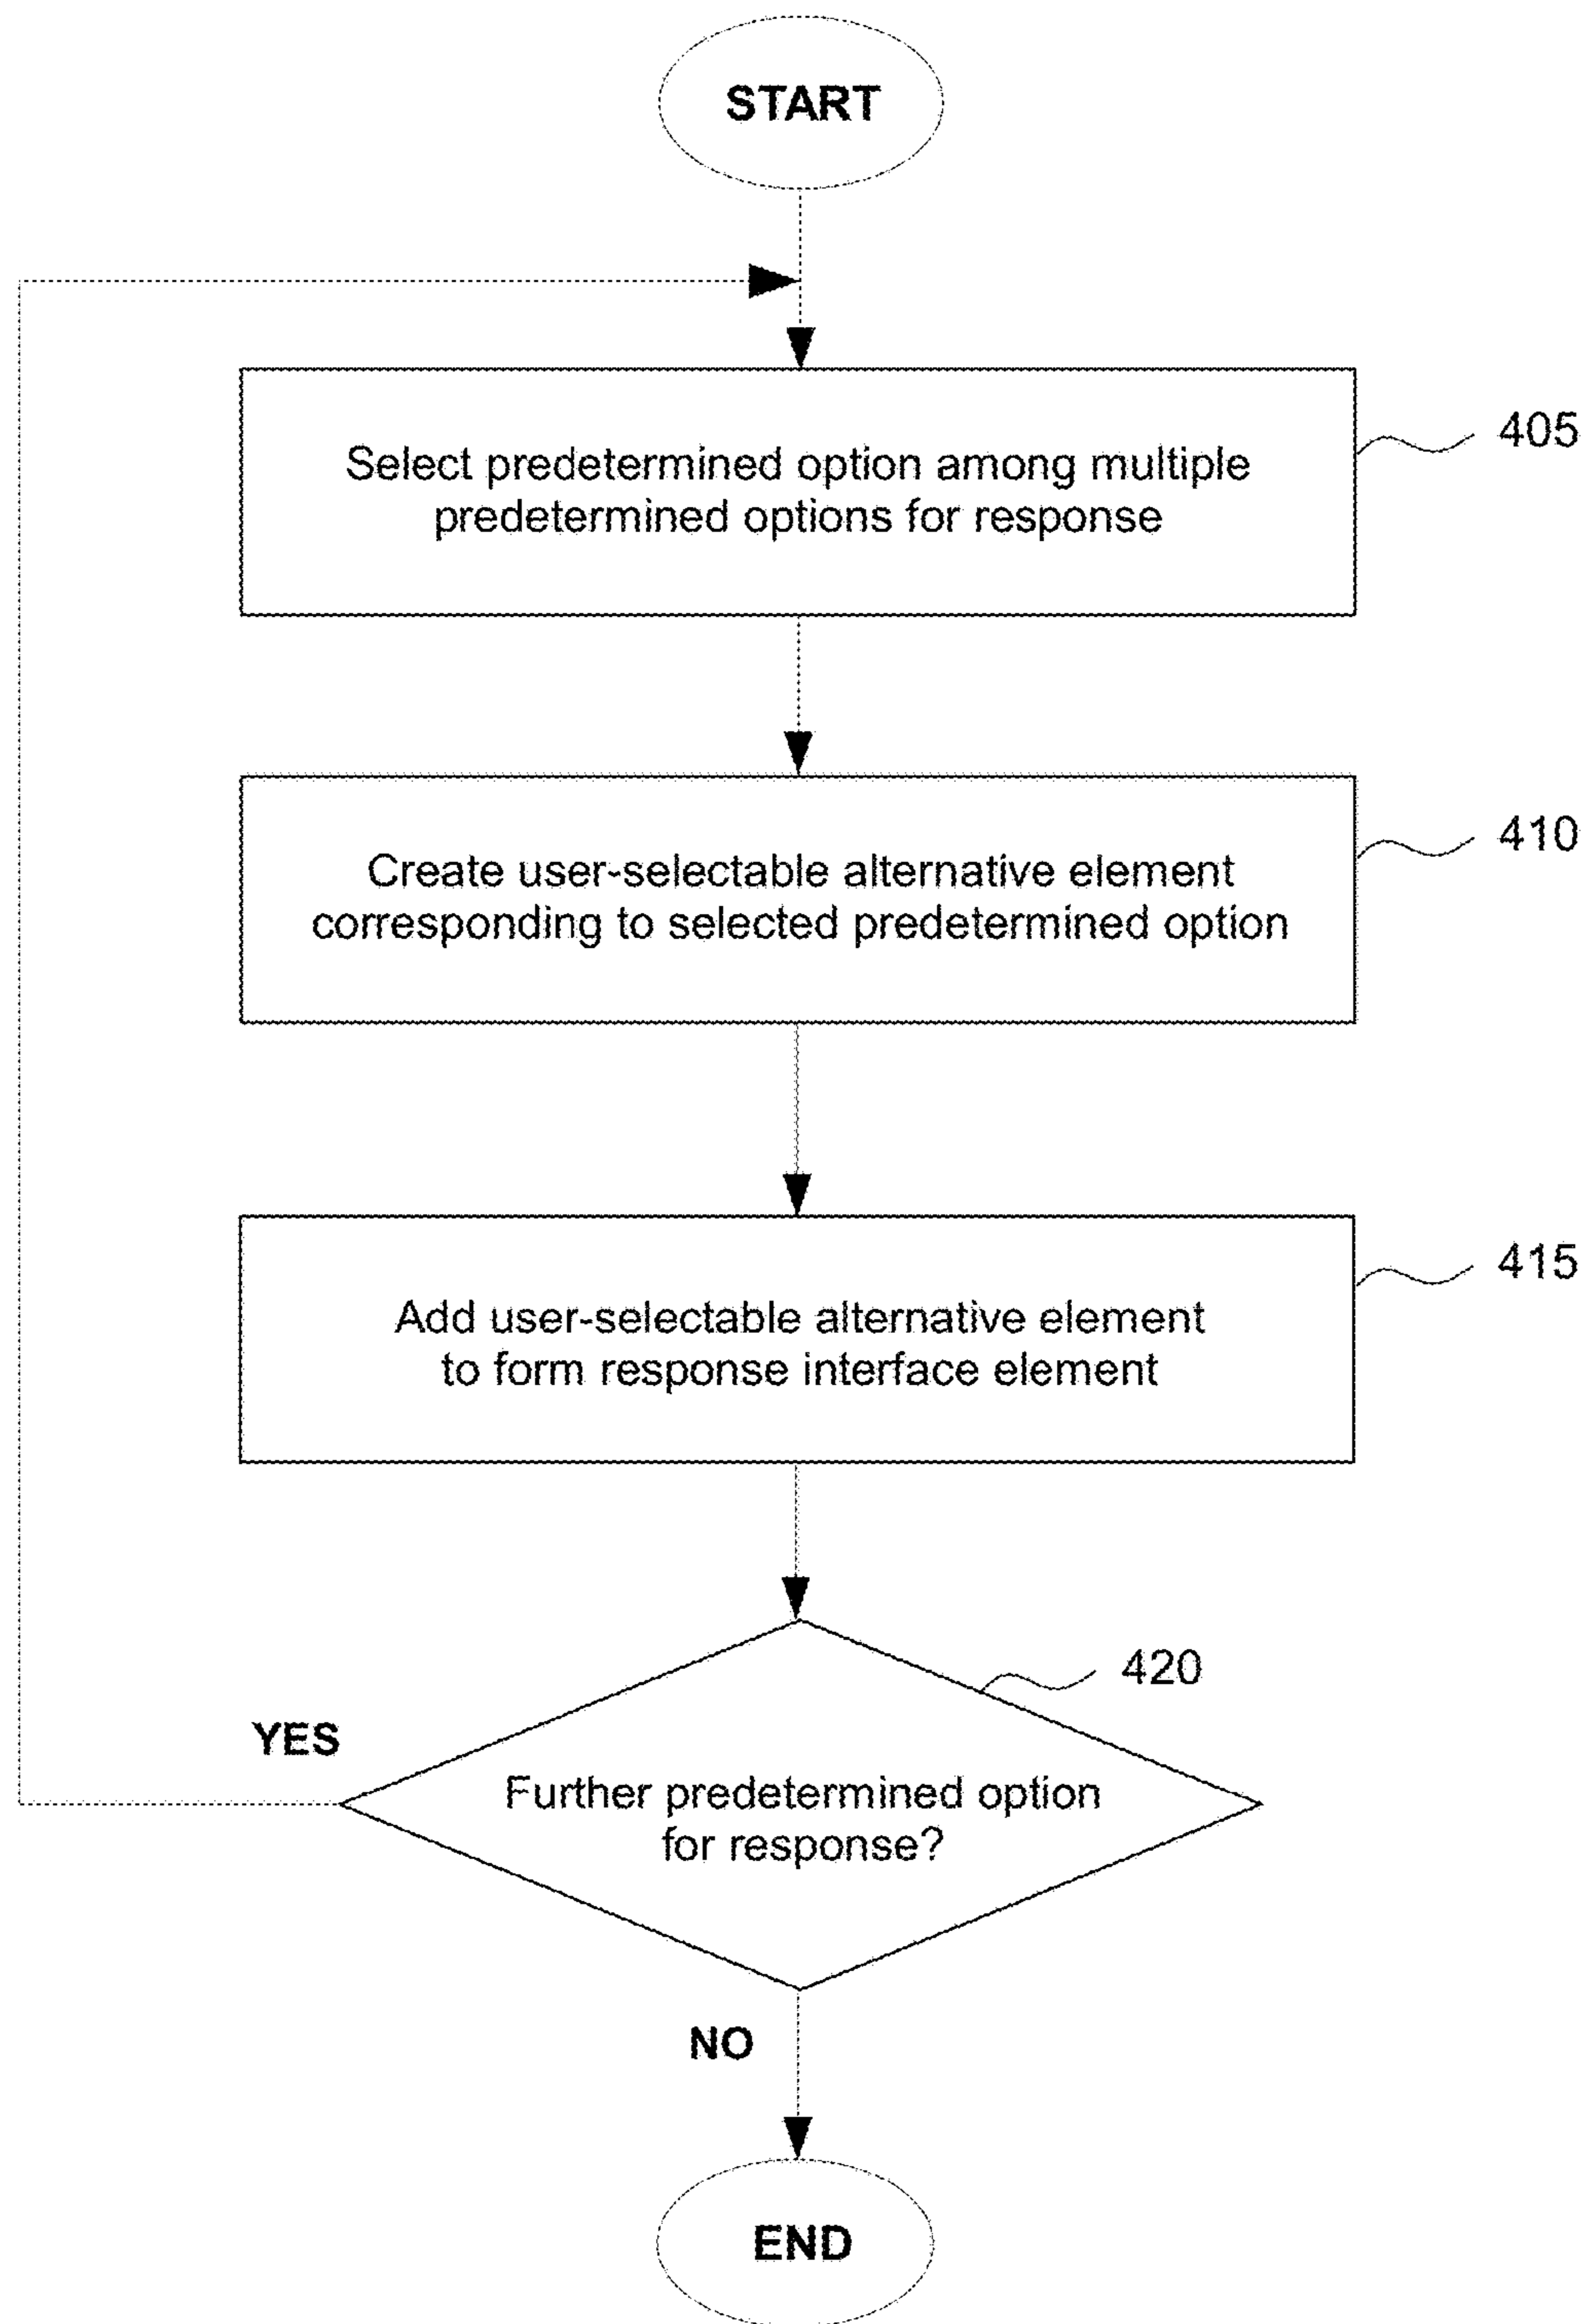 START
405
Select predetermined option among multiple
predetermined options for response
410
Create user-selectable alternative element
corresponding to selected predetermined option
415
Add user-selectable alternative element
to form response interface element
420
YES
Further predetermined option
for response?
NO
END